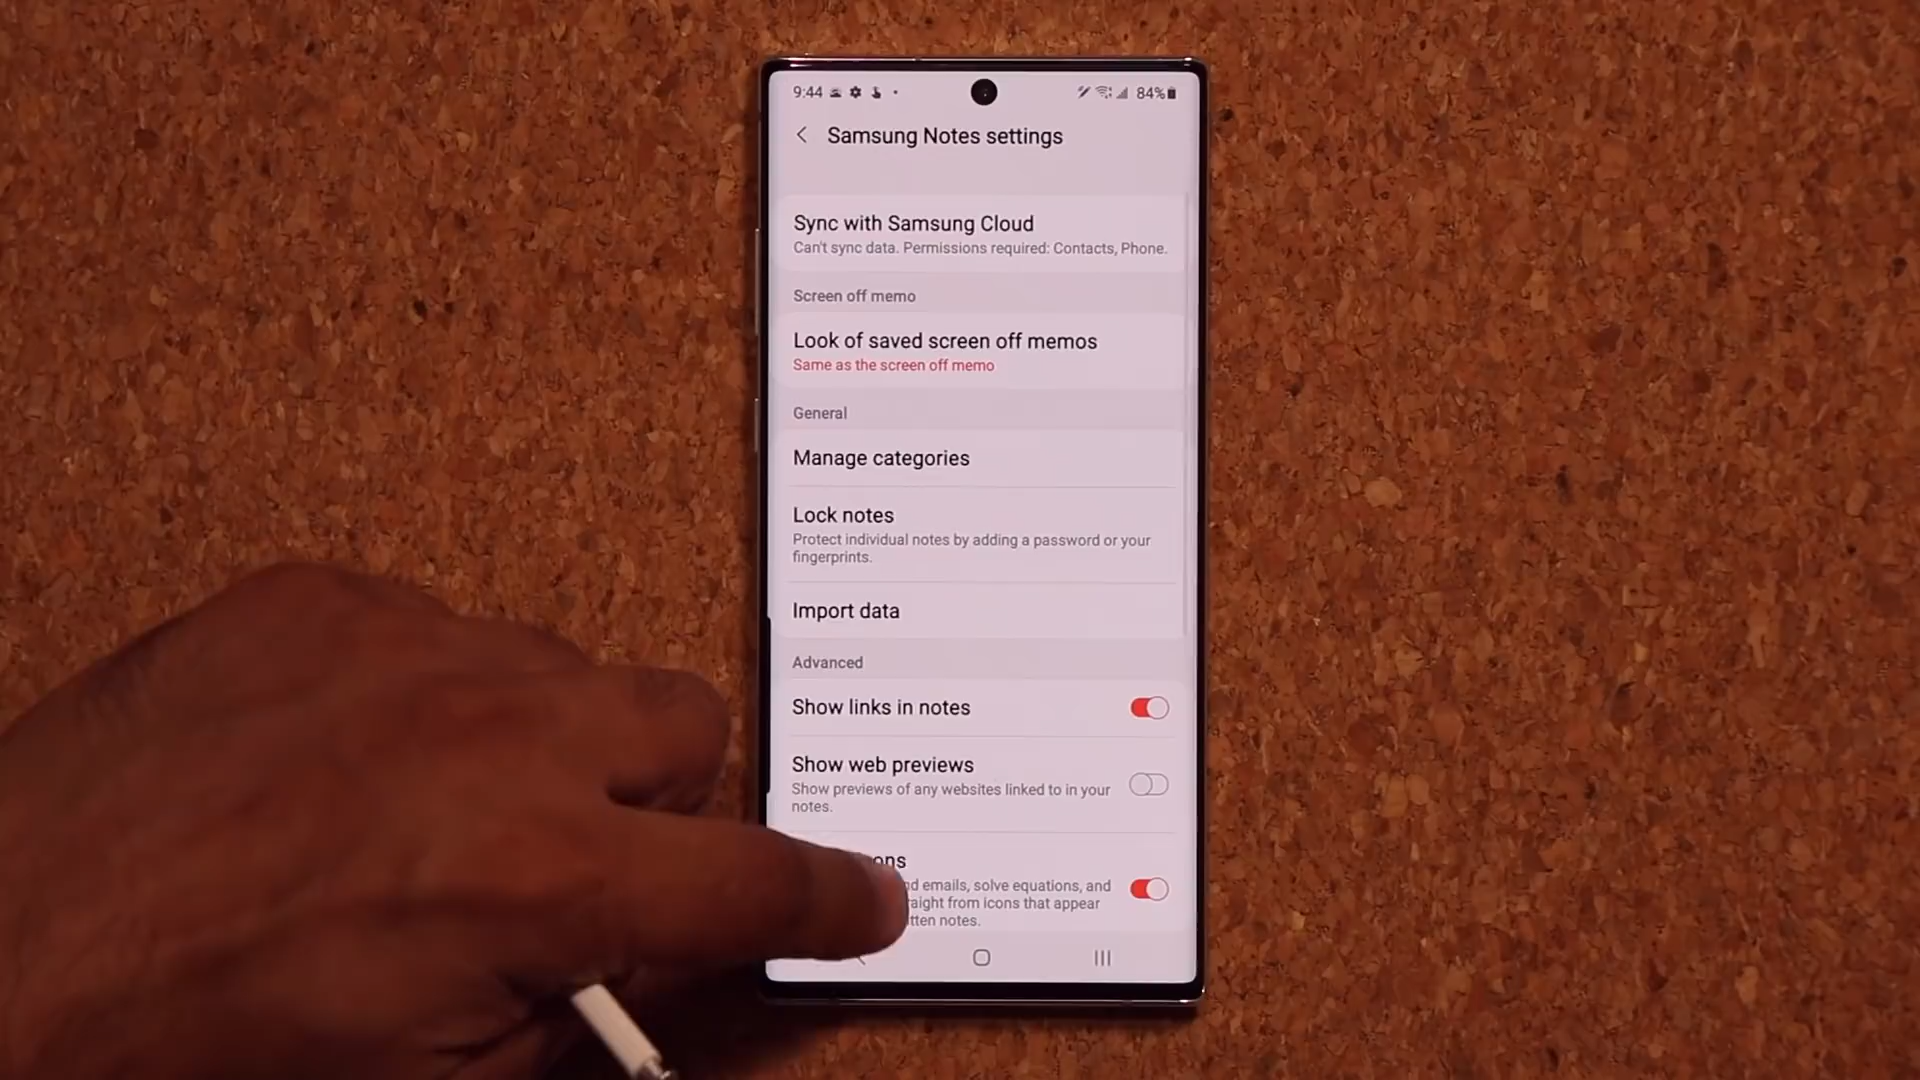 9:44
84%
Samsung Notes settings
Sync with Samsung Cloud
Can't sync data. Permissions required: Contacts, Phone.
Screen off memo
Look of saved screen off memos
Same as the screen off memo
General
Manage categories
Lock notes
Protect individual notes by adding a password or your
fingerprints.
Import data
Advanced
Show links in notes
Show web previews
Show previews of any websites linked to in your
notes.
emails, solve equations, and
from icons that appear
notes.